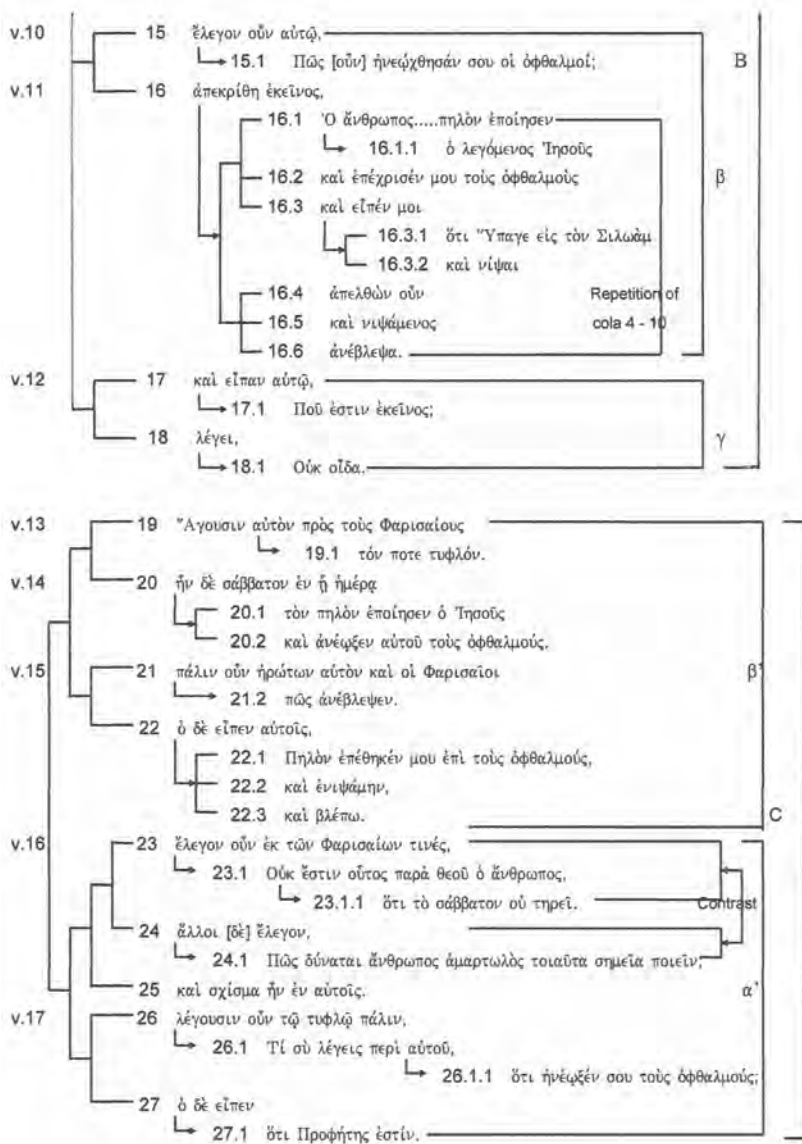 v.10 15 ἔλεγον οὖν αὐτῷ,
15.1 Πῶς [οὖν] ἠνεῴχθησάν σου οἱ ὀφθαλμοί; B
v.11 16 ἀπεκρίθη ἐκεῖνος,
16.1 Ὁ ἄνθρωπος.....πηλὸν ἐποίησεν
16.1.1 ὁ λεγόμενος Ἰησοῦς
16.2 καὶ ἐπέχρισέν μου τοὺς ὀφθαλμοὺς β
16.3 καὶ εἶπέν μοι
16.3.1 ὅτι Ὕπαγε εἰς τὸν Σιλωὰμ
16.3.2 καὶ νίψαι
16.4 ἀπελθὼν οὖν Repetition of
16.5 καὶ νιψάμενος cola 4 - 10
16.6 ἀνέβλεψα.
v.12 17 καὶ εἶπαν αὐτῷ,
17.1 Ποῦ ἐστιν ἐκεῖνος;
18 λέγει, γ
18.1 Οὐκ οἶδα.
v.13 19 Ἄγουσιν αὐτὸν πρὸς τοὺς Φαρισαίους
19.1 τόν ποτε τυφλόν.
v.14 20 ἦν δὲ σάββατον ἐν ᾗ ἡμέρᾳ
20.1 τὸν πηλὸν ἐποίησεν ὁ Ἰησοῦς
20.2 καὶ ἀνέῳξεν αὐτοῦ τοὺς ὀφθαλμούς.
v.15 21 πάλιν οὖν ἠρώτων αὐτὸν καὶ οἱ Φαρισαῖοι β'
21.2 πῶς ἀνέβλεψεν.
22 ὁ δὲ εἶπεν αὐτοῖς,
22.1 Πηλὸν ἐπέθηκέν μου ἐπὶ τοὺς ὀφθαλμούς,
22.2 καὶ ἐνιψάμην,
22.3 καὶ βλέπω. C
v.16 23 ἔλεγον οὖν ἐκ τῶν Φαρισαίων τινές,
23.1 Οὐκ ἔστιν οὗτος παρὰ θεοῦ ὁ ἄνθρωπος,
23.1.1 ὅτι τὸ σάββατον οὐ τηρεῖ. Contrast
24 ἄλλοι [δὲ] ἔλεγον,
24.1 Πῶς δύναται ἄνθρωπος ἁμαρτωλὸς τοιαῦτα σημεῖα ποιεῖν;
25 καὶ σχίσμα ἦν ἐν αὐτοῖς. α'
v.17 26 λέγουσιν οὖν τῷ τυφλῷ πάλιν,
26.1 Τί σὺ λέγεις περὶ αὐτοῦ,
26.1.1 ὅτι ἠνέῳξέν σου τοὺς ὀφθαλμούς;
27 ὁ δὲ εἶπεν
27.1 ὅτι Προφήτης ἐστίν.